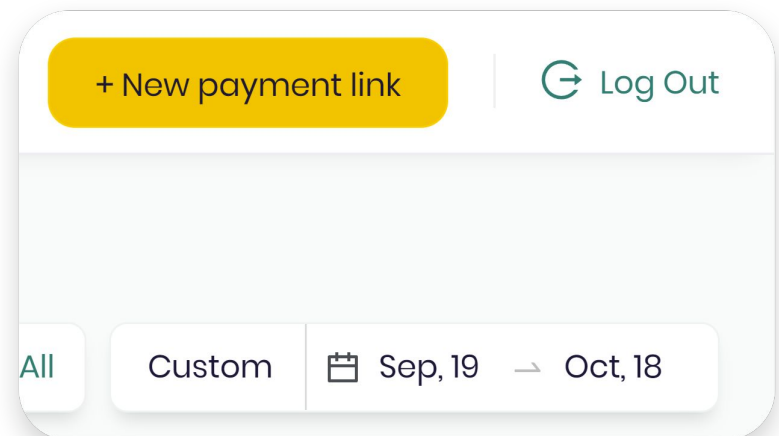 + New payment link
Log Out
All
Custom
Sep, 19 → Oct, 18